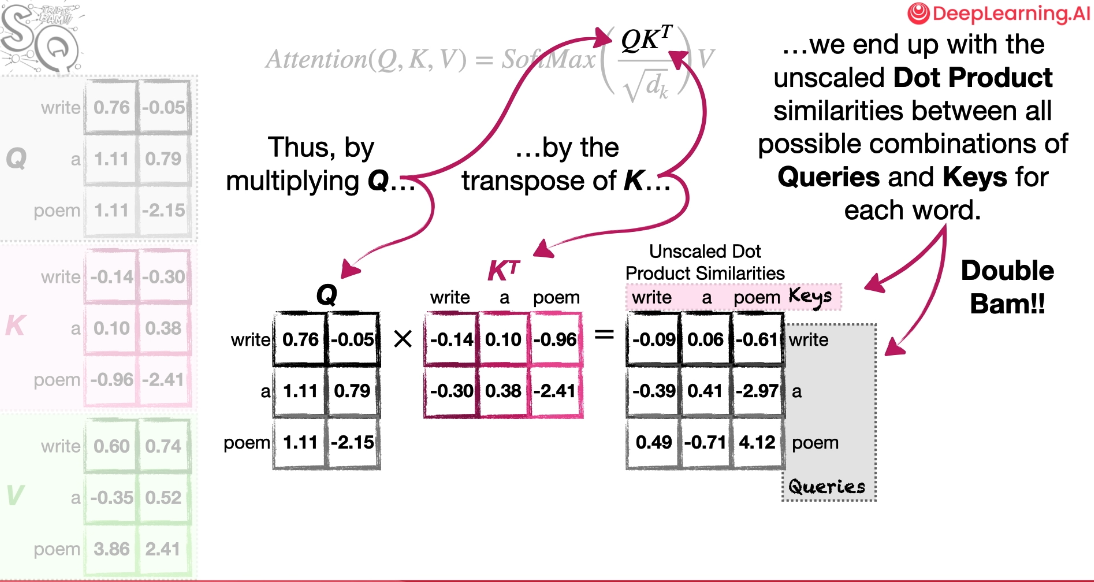 SQ
DeepLearning.AI
Attention(Q, K, V) = SoftMax(QKᵀ / √dₖ)V
…we end up with the
unscaled Dot Product
similarities between all
possible combinations of
Queries and Keys for
each word.
Double
Bam!!
Thus, by
multiplying Q…
…by the
transpose of K…
Q
write 0.76 -0.05
a 1.11 0.79
poem 1.11 -2.15
K
write -0.14 -0.30
a 0.10 0.38
poem -0.96 -2.41
V
write 0.60 0.74
a -0.35 0.52
poem 3.86 2.41
Q
write 0.76 -0.05
a 1.11 0.79
poem 1.11 -2.15
×
Kᵀ
write a poem
-0.14 0.10 -0.96
-0.30 0.38 -2.41
=
Unscaled Dot
Product Similarities
write a poem Keys
-0.09 0.06 -0.61 write
-0.39 0.41 -2.97 a
0.49 -0.71 4.12 poem
Queries